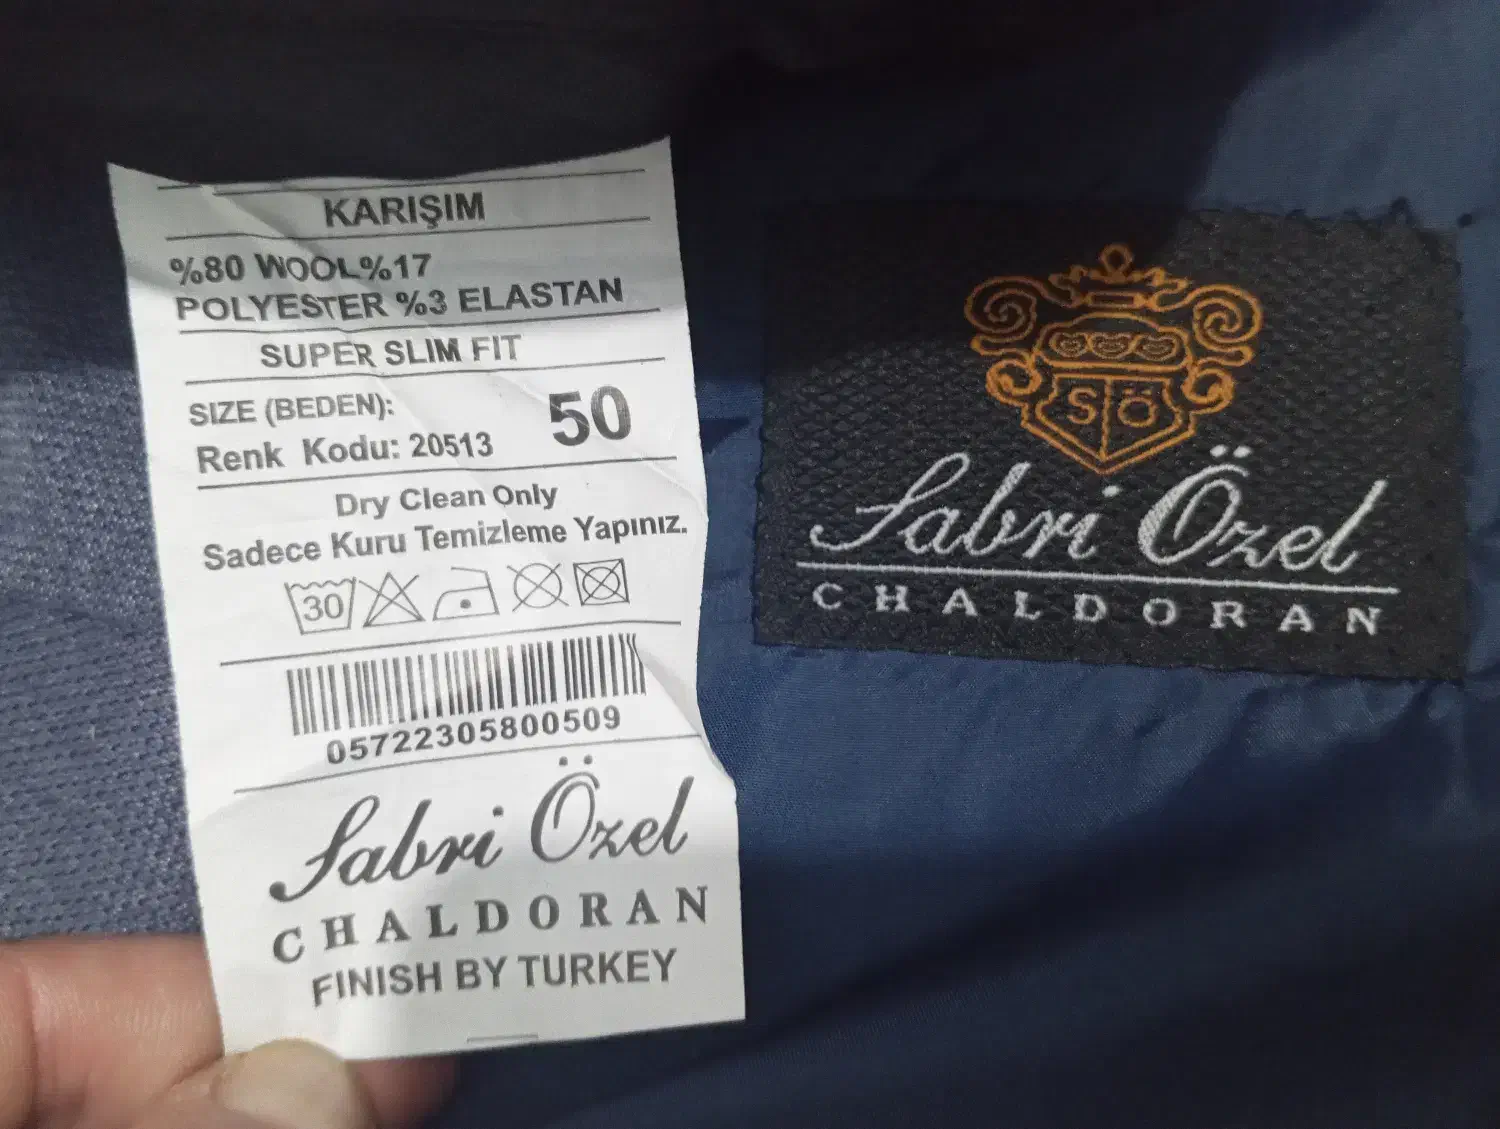 KARIŞIM
%80 WOOL%17
POLYESTER %3 ELASTAN
SUPER SLIM FIT
SIZE (BEDEN): 50
Renk Kodu: 20513
Dry Clean Only
Sadece Kuru Temizleme Yapınız.
30
05722305800509
Sabri Özel
CHALDORAN
FINISH BY TURKEY
SÖ
Sabri Özel
CHALDORAN